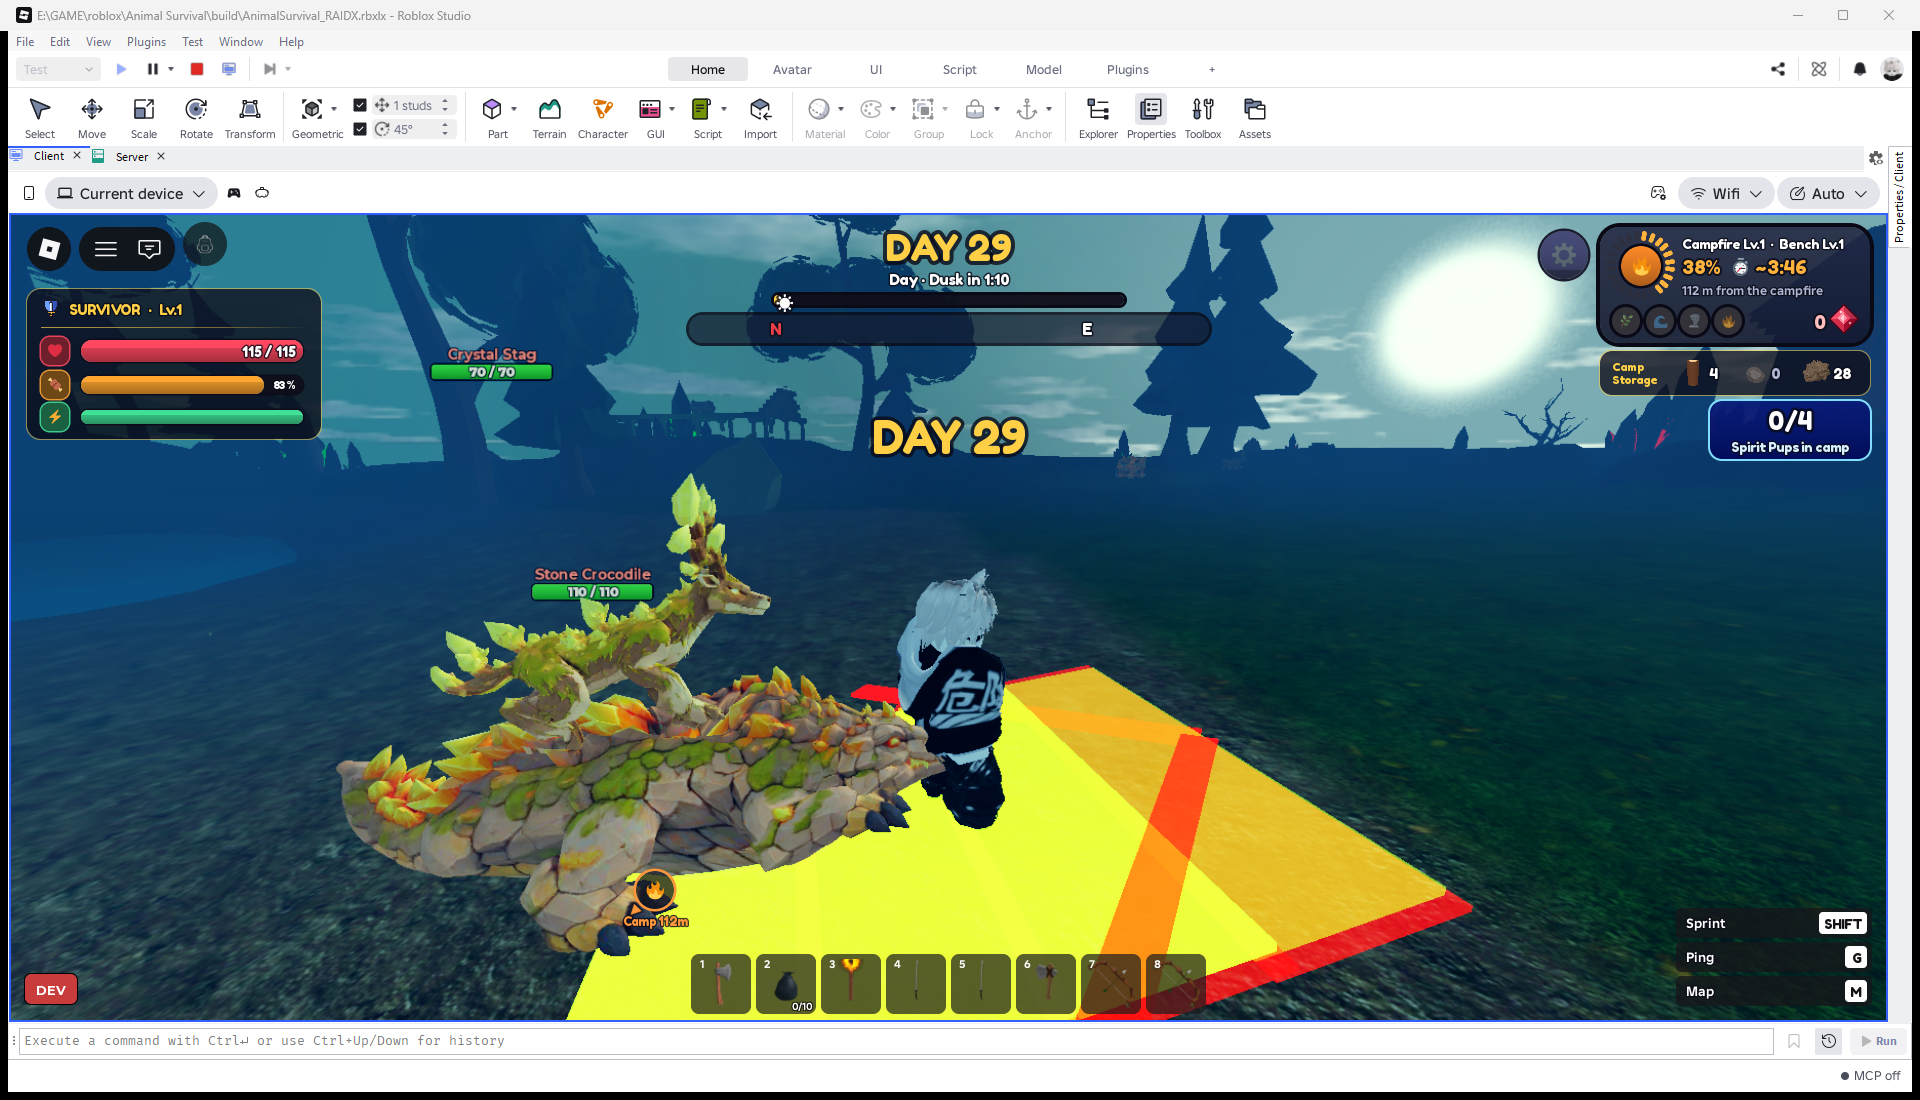 E:\GAME\roblox\Animal Survival\build\AnimalSurvival_RAIDX.rbxlx - Roblox Studio
File Edit View Plugins Test Window Help
Test
Home Avatar UI Script Model Plugins +
1 studs
45°
Select Move Scale Rotate Transform Geometric Part Terrain Character GUI Script Import Material Color Group Lock Anchor Explorer Properties Toolbox Assets
Client Server
Properties / Client
Current device
Wifi
Auto
DAY 29
Day · Dusk in 1:10
N E
SURVIVOR · Lv.1
115 / 115
83%
Campfire Lv.1 · Bench Lv.1
38% ~3:46
112 m from the campfire
0
Camp Storage
4 0 28
0/4
Spirit Pups in camp
Crystal Stag
70 / 70
DAY 29
Stone Crocodile
110 / 110
危険
Camp 112m
1 2 3 4 5 6 7 8
0/10
Sprint SHIFT
Ping G
Map M
DEV
Execute a command with Ctrl↵ or use Ctrl+Up/Down for history
Run
MCP off